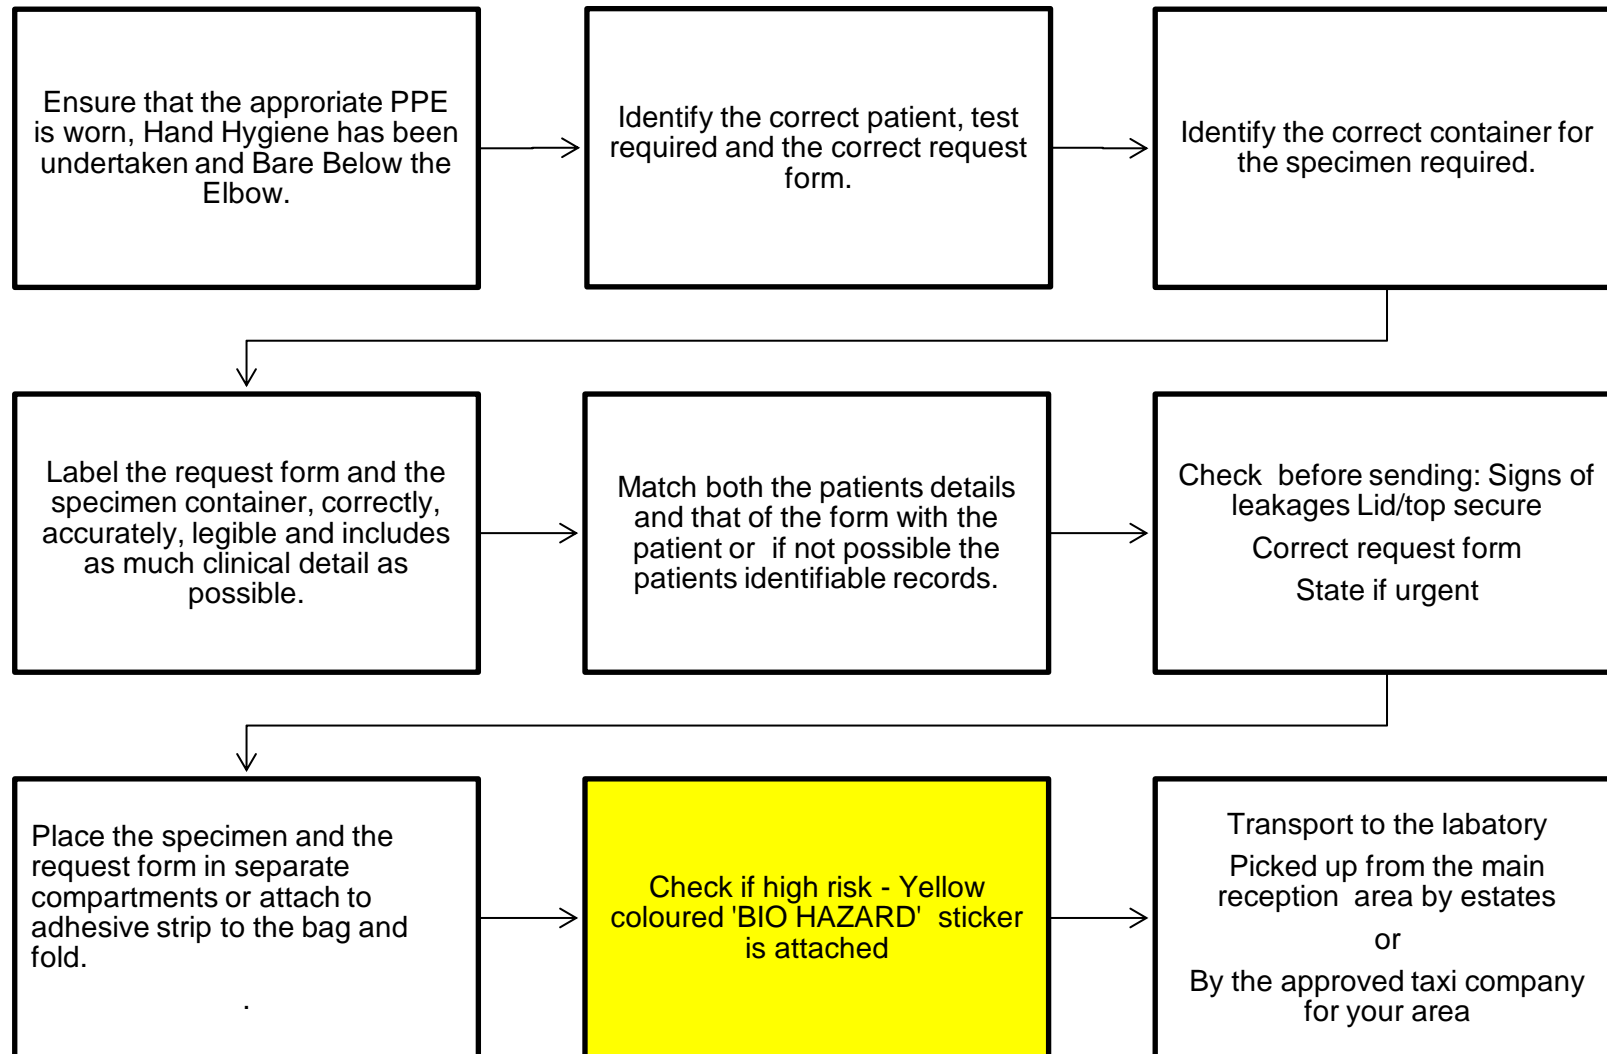 Ensure that the approriate PPE
is worn, Hand Hygiene has been
undertaken and Bare Below the
Elbow.
Identify the correct patient, test
required and the correct request
form.
Identify the correct container for
the specimen required.
Label the request form and the
specimen container, correctly,
accurately, legible and includes
as much clinical detail as
possible.
Match both the patients details
and that of the form with the
patient or  if not possible the
patients identifiable records.
Check  before sending: Signs of
leakages Lid/top secure
Correct request form
State if urgent
Place the specimen and the
request form in separate
compartments or attach to
adhesive strip to the bag and
fold.
.
Check if high risk - Yellow
coloured 'BIO HAZARD'  sticker
is attached
Transport to the labatory
Picked up from the main
reception  area by estates
or
By the approved taxi company
for your area